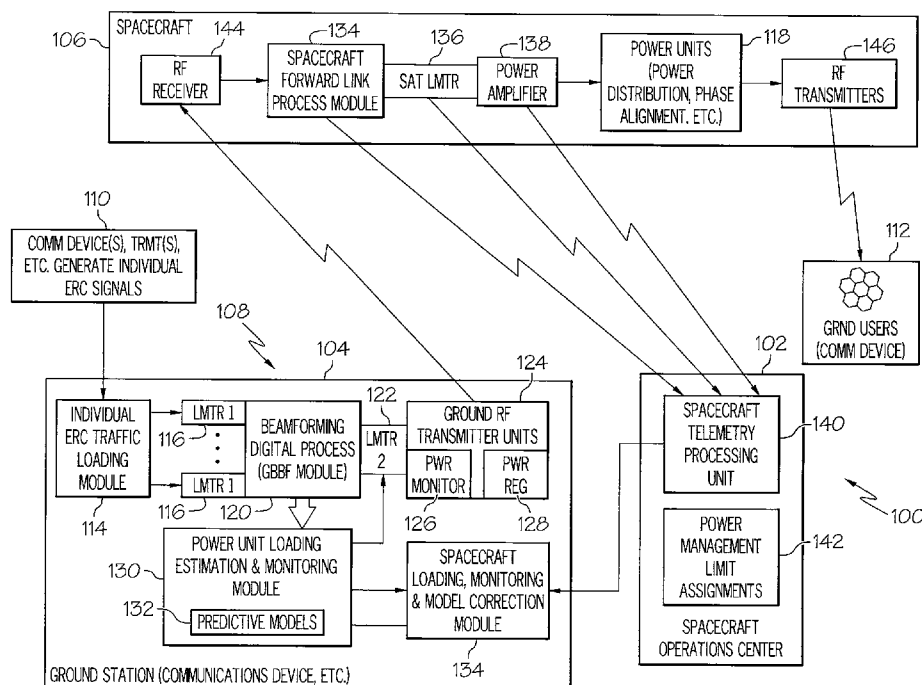 SPACECRAFT
106
144
RF
RECEIVER
134
SPACECRAFT
FORWARD LINK
PROCESS MODULE
136
SAT LMTR
138
POWER
AMPLIFIER
POWER UNITS
(POWER
DISTRIBUTION, PHASE
ALIGNMENT, ETC.)
118
146
RF
TRANSMITTERS
110
COMM DEVICE(S), TRMT(S),
ETC. GENERATE INDIVIDUAL
ERC SIGNALS
112
GRND USERS
(COMM DEVICE)
108
104
INDIVIDUAL
ERC TRAFFIC
LOADING
MODULE
114
LMTR 1
116
LMTR 1
116
BEAMFORMING
DIGITAL PROCESS
(GBBF MODULE)
120
122
LMTR
2
124
GROUND RF
TRANSMITTER UNITS
PWR
MONITOR
126
PWR
REG
128
130
POWER UNIT LOADING
ESTIMATION & MONITORING
MODULE
132
PREDICTIVE MODELS
SPACECRAFT
LOADING, MONITORING
& MODEL CORRECTION
MODULE
134
GROUND STATION (COMMUNICATIONS DEVICE, ETC.)
102
SPACECRAFT
TELEMETRY
PROCESSING
UNIT
140
100
POWER
MANAGEMENT
LIMIT
ASSIGNMENTS
142
SPACECRAFT
OPERATIONS CENTER